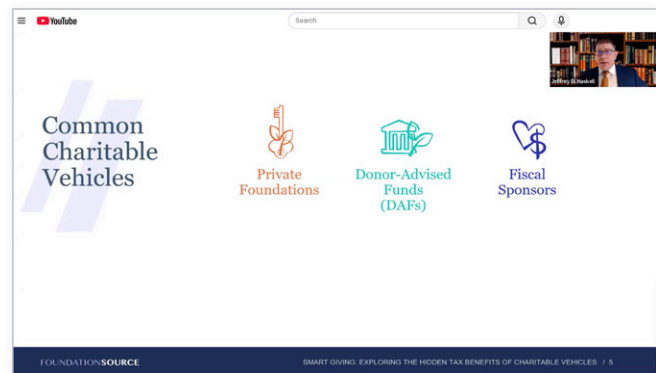 YouTube
Search
Jeffrey D. Haskell
Common
Charitable
Vehicles
Private
Foundations
Donor-Advised
Funds
(DAFs)
Fiscal
Sponsors
FOUNDATIONSOURCE
SMART GIVING: EXPLORING THE HIDDEN TAX BENEFITS OF CHARITABLE VEHICLES / 5